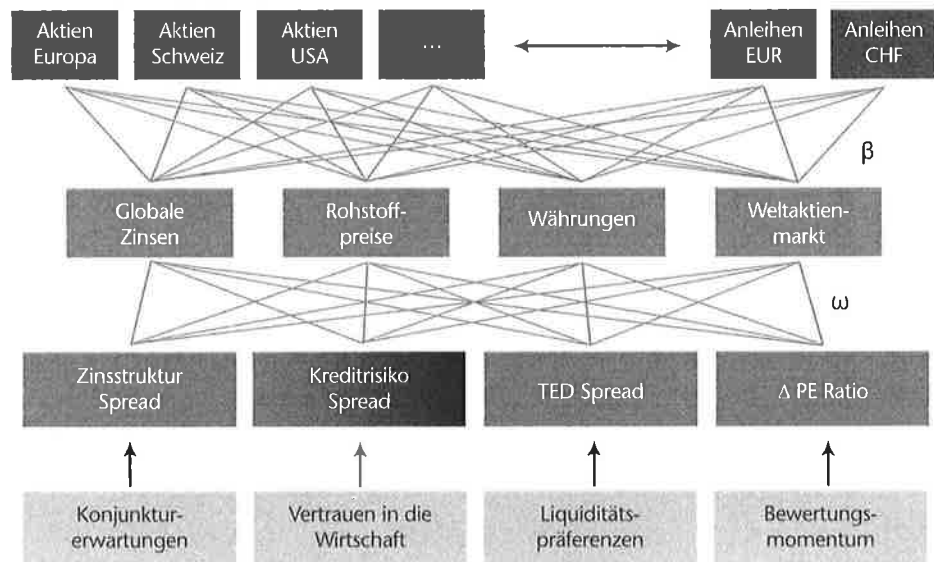 Aktien
Europa
Aktien
Schweiz
Aktien
USA
...
Anleihen
EUR
Anleihen
CHF
β
Globale
Zinsen
Rohstoff-
preise
Währungen
Weltaktien-
markt
ω
Zinsstruktur
Spread
Kreditrisiko
Spread
TED Spread
Δ PE Ratio
Konjunktur-
erwartungen
Vertrauen in die
Wirtschaft
Liquiditäts-
präferenzen
Bewertungs-
momentum